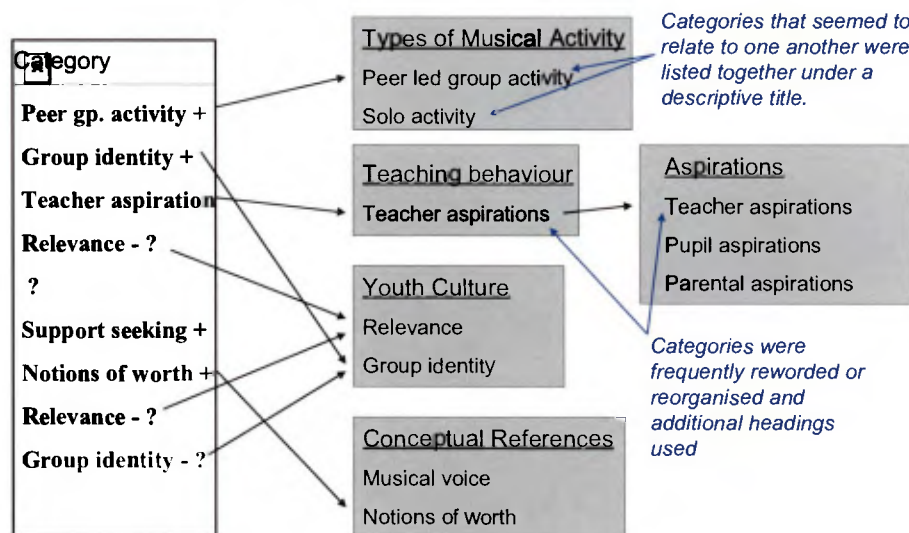 Category
Peer gp. activity +
Group identity +
Teacher aspiration
Relevance - ?
?
Support seeking +
Notions of worth +
Relevance - ?
Group identity - ?
Types of Musical Activity
Peer led group activity
Solo activity
Teaching behaviour
Teacher aspirations
Youth Culture
Relevance
Group identity
Conceptual References
Musical voice
Notions of worth
Categories that seemed to
relate to one another were
listed together under a
descriptive title.
Aspirations
Teacher aspirations
Pupil aspirations
Parental aspirations
Categories were
frequently reworded or
reorganised and
additional headings
used